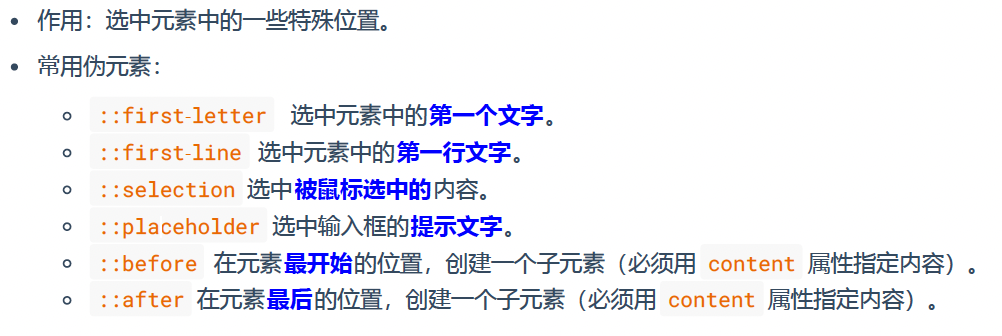 作用：选中元素中的一些特殊位置。
常用伪元素：
::first-letter 选中元素中的第一个文字。
::first-line 选中元素中的第一行文字。
::selection 选中被鼠标选中的内容。
::placeholder 选中输入框的提示文字。
::before 在元素最开始的位置，创建一个子元素（必须用 content 属性指定内容）。
::after 在元素最后的位置，创建一个子元素（必须用 content 属性指定内容）。